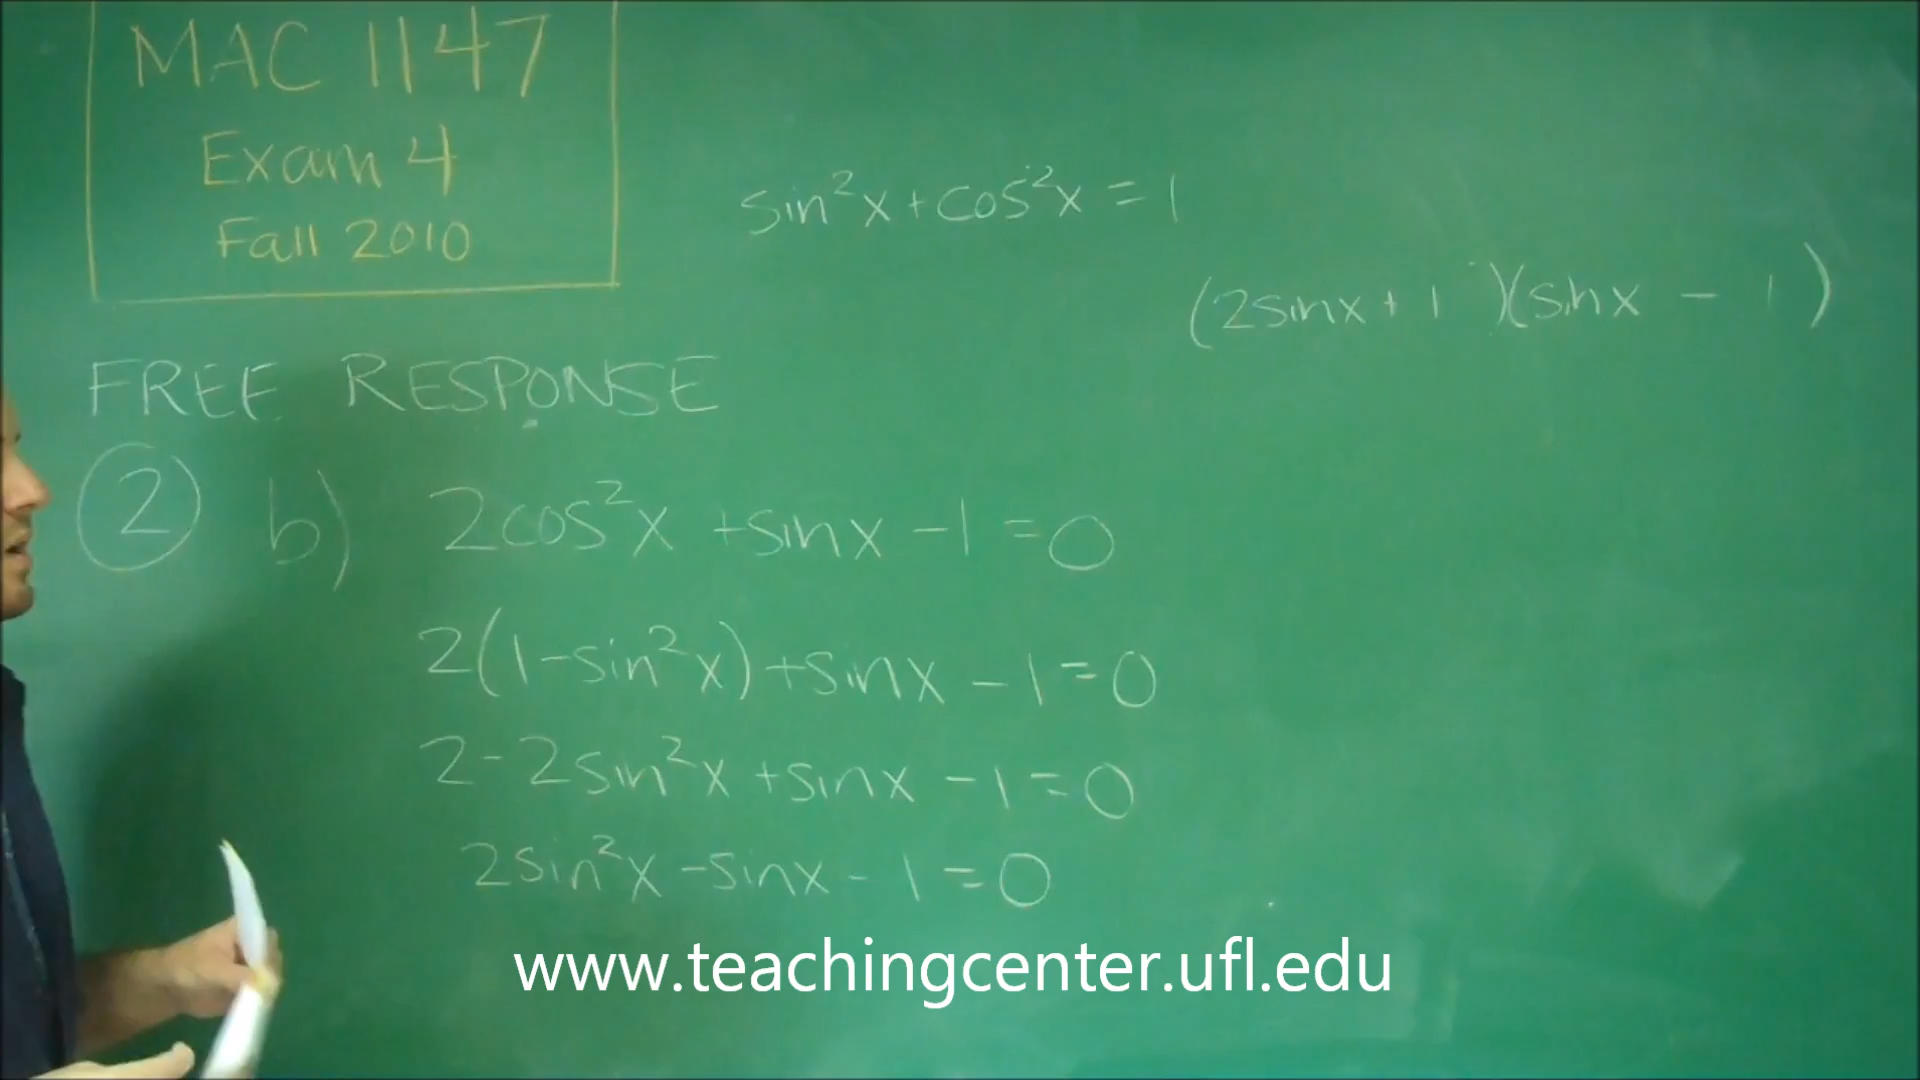 MAC 1147
Exam 4
Fall 2010
sin²x + cos²x = 1
(2sinx + 1 )(sinx - 1 )
FREE RESPONSE
2 b) 2cos²x + sinx - 1 = 0
2(1 - sin²x) + sinx - 1 = 0
2 - 2sin²x + sinx - 1 = 0
2sin²x - sinx - 1 = 0
www.teachingcenter.ufl.edu